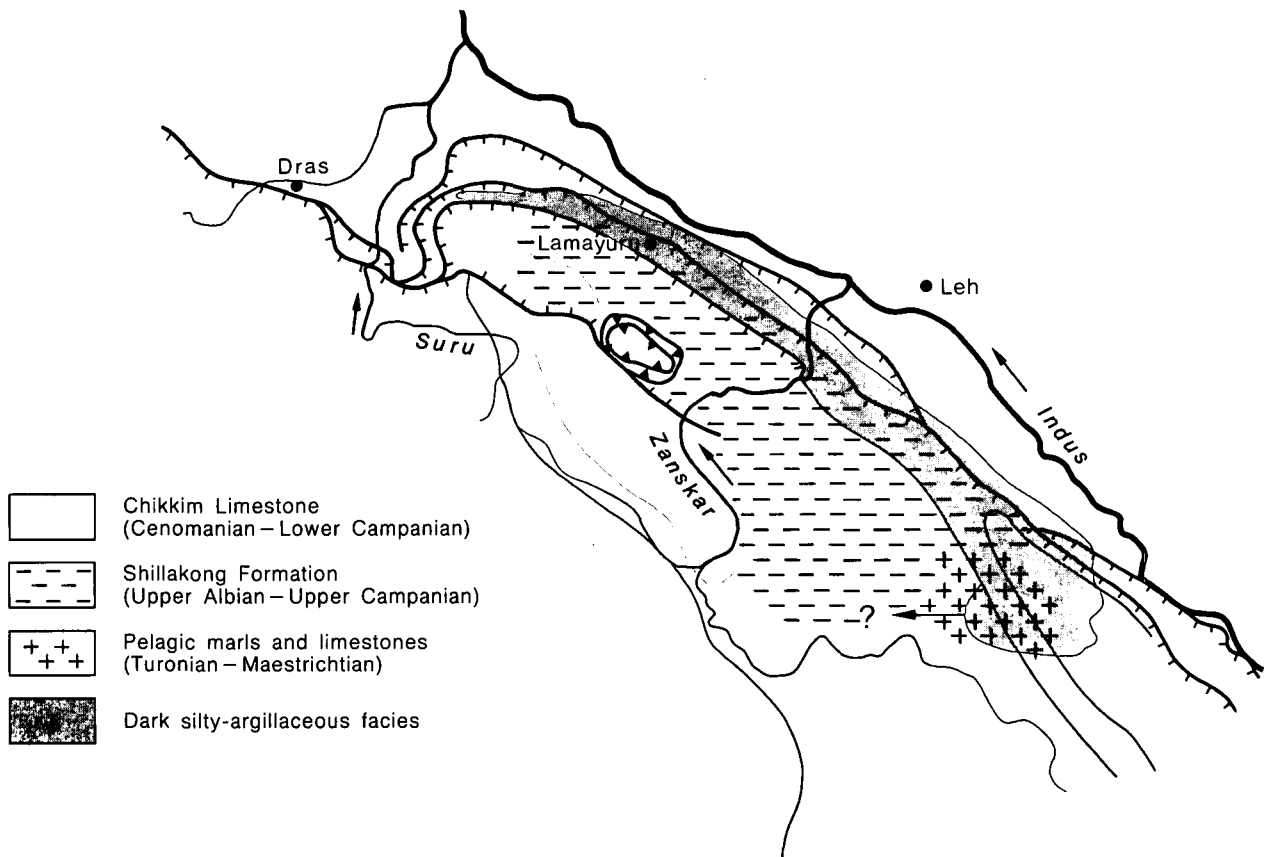 Dras
Lamayuru
Leh
Suru
Indus
Zanskar
?
Chikkim Limestone
(Cenomanian – Lower Campanian)
Shillakong Formation
(Upper Albian – Upper Campanian)
Pelagic marls and limestones
(Turonian – Maestrichtian)
Dark silty-argillaceous facies